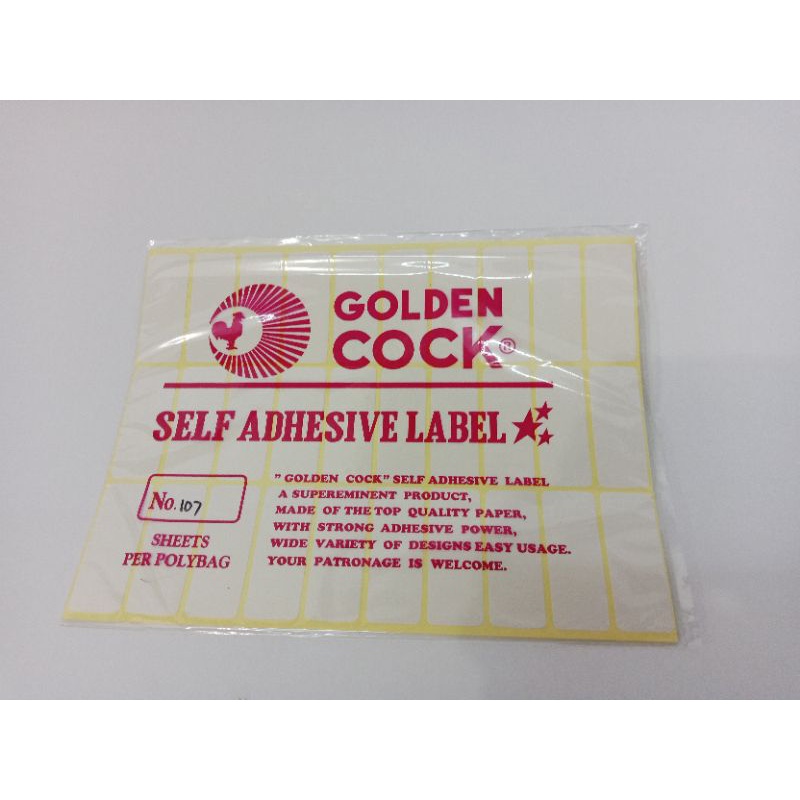 GOLDEN
COCK®
SELF ADHESIVE LABEL
No. 107
SHEETS
PER POLYBAG
"GOLDEN COCK" SELF ADHESIVE LABEL
A SUPEREMINENT PRODUCT,
MADE OF THE TOP QUALITY PAPER,
WITH STRONG ADHESIVE POWER,
WIDE VARIETY OF DESIGNS EASY USAGE.
YOUR PATRONAGE IS WELCOME.